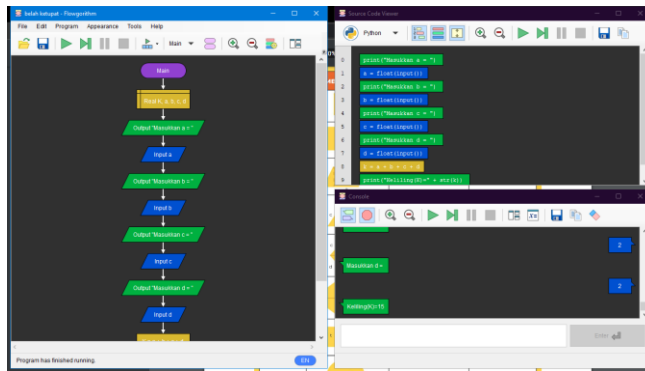 belah ketupat - Flowgorithm
File Edit Program Appearance Tools Help
Main
Main
Real K, a, b, c, d
Output "Masukkan a = "
Input a
Output "Masukkan b = "
Input b
Output "Masukkan c = "
Input c
Output "Masukkan d = "
Input d
Program has finished running.
EN
Source Code Viewer
Python
0 print("Masukkan a = ")
1 a = float(input())
2 print("Masukkan b = ")
3 b = float(input())
4 print("Masukkan c = ")
5 c = float(input())
6 print("Masukkan d = ")
7 d = float(input())
8 k = a + b + c + d
9 print("Keliling(K)=" + str(k))
Console
2
Masukkan d =
2
Keliling(K)=15
Enter